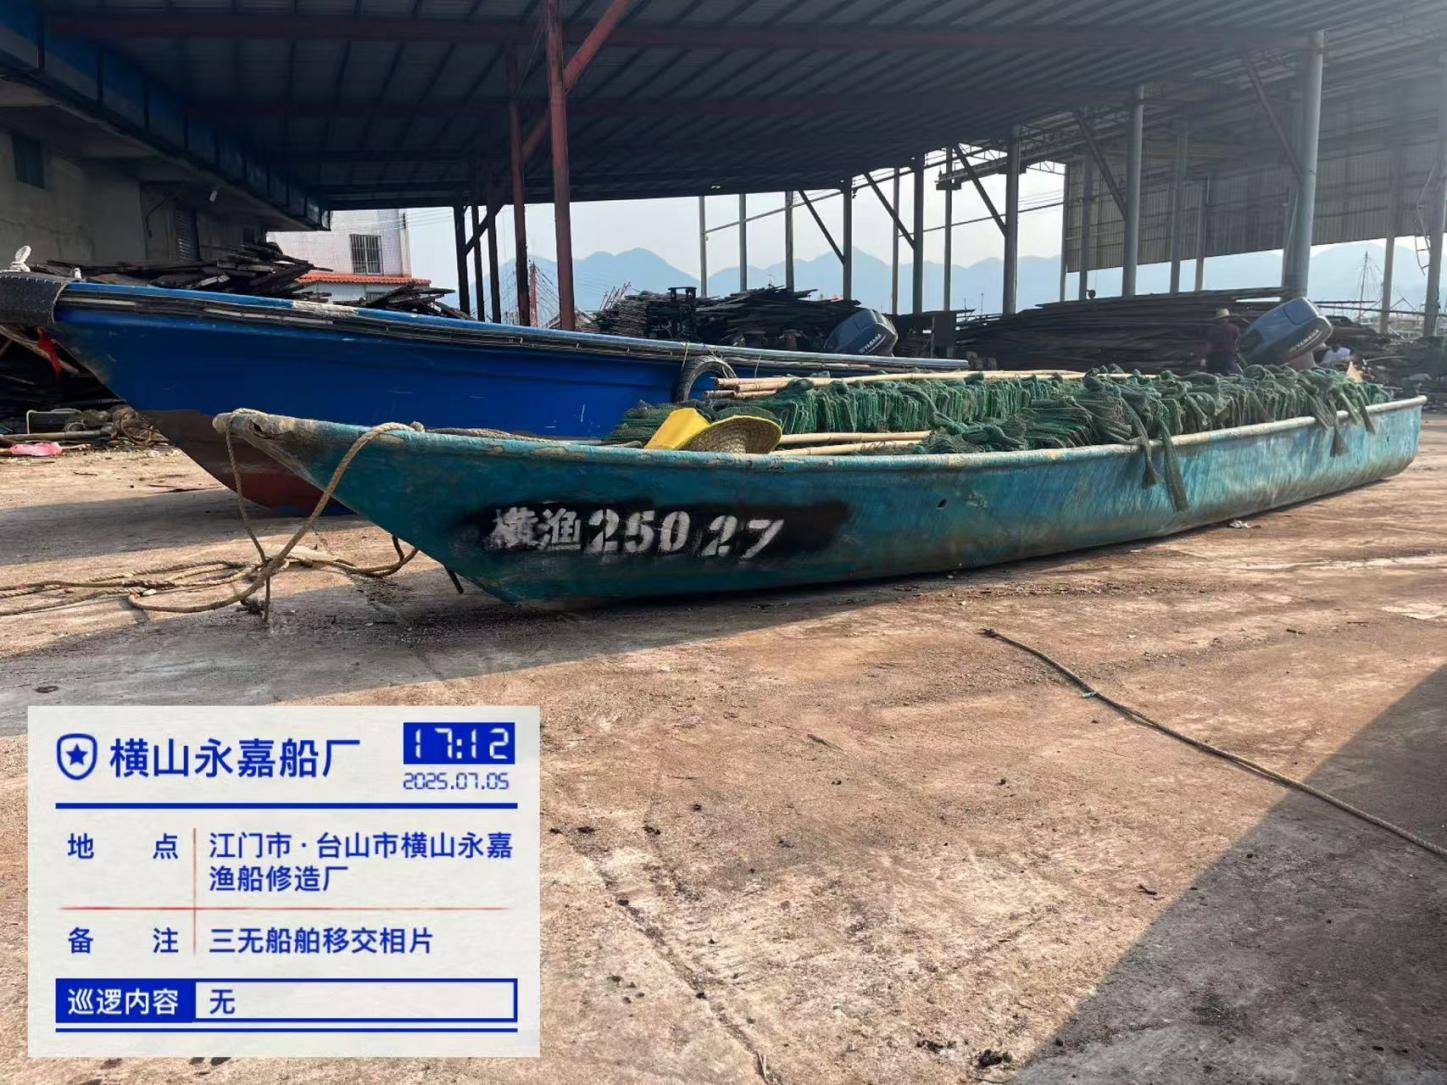 横渔25027
YAMAHA
YAMAHA
横山永嘉船厂
17:12
2025.07.05
地 点
江门市·台山市横山永嘉
渔船修造厂
备 注
三无船舶移交相片
巡逻内容
无